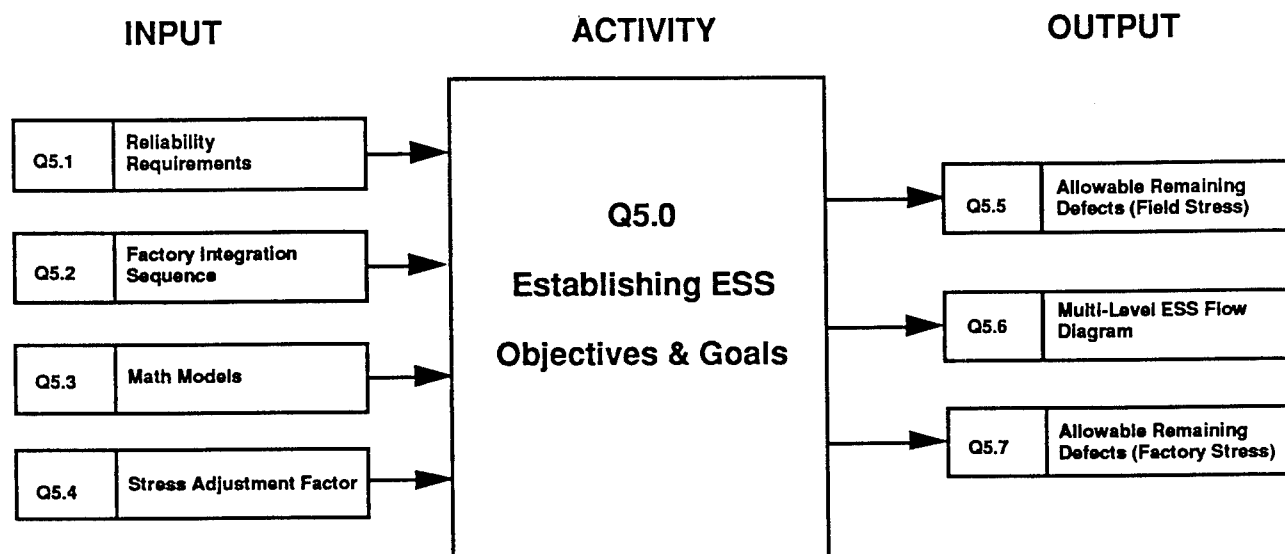 INPUT
ACTIVITY
OUTPUT
Q5.1
Reliability
Requirements
Q5.2
Factory Integration
Sequence
Q5.3
Math Models
Q5.4
Stress Adjustment Factor
Q5.0
Establishing ESS
Objectives & Goals
Q5.5
Allowable Remaining
Defects (Field Stress)
Q5.6
Multi-Level ESS Flow
Diagram
Q5.7
Allowable Remaining
Defects (Factory Stress)